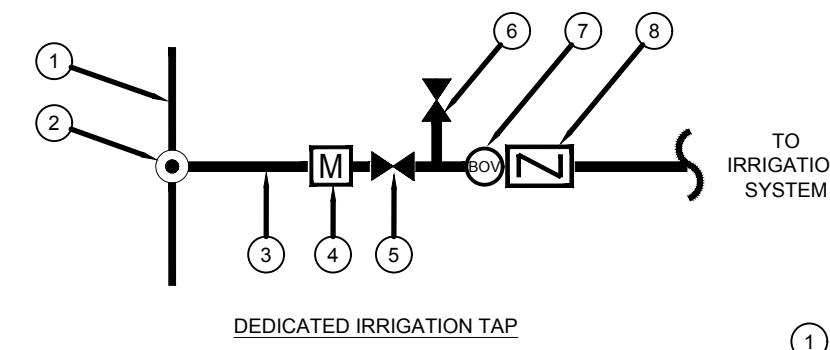 1
2
3
4
5
6
7
8
M
BOV
TO
IRRIGATIO
SYSTEM
DEDICATED IRRIGATION TAP
1